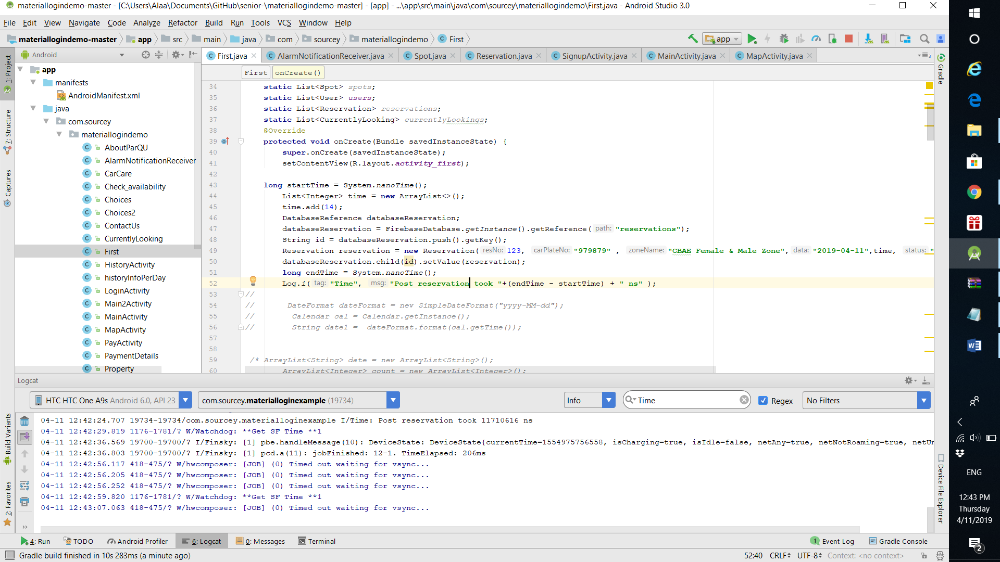 materiallogindemo-master - [C:\Users\Alaa\Documents\GitHub\senior-\materiallogindemo-master] - [app] - ...\app\src\main\java\com\sourcey\materiallogindemo\First.java - Android Studio 3.0
File Edit View Navigate Code Analyze Refactor Build Run Tools VCS Window Help
materiallogindemo-master app src main java com sourcey materiallogindemo First
app
Android
First.java AlarmNotificationReceiver.java Spot.java Reservation.java SignupActivity.java MainActivity.java MapActivity.java
First onCreate()
1: Project
7: Structure
Captures
Build Variants
2: Favorites
app
manifests
AndroidManifest.xml
java
com.sourcey
materiallogindemo
AboutParQU
AlarmNotificationReceiver
CarCare
Check_availability
Choices
Choices2
ContactUs
CurrentlyLooking
First
HistoryActivity
historyInfoPerDay
LoginActivity
Main2Activity
MainActivity
MapActivity
PayActivity
PaymentDetails
Property
34 static List<Spot> spots;
35 static List<User> users;
36 static List<Reservation> reservations;
37 static List<CurrentlyLooking> currentlyLookings;
38 @Override
39 protected void onCreate(Bundle savedInstanceState) {
40 super.onCreate(savedInstanceState);
41 setContentView(R.layout.activity_first);
42
43 long startTime = System.nanoTime();
44 List<Integer> time = new ArrayList<>();
45 time.add(14);
46 DatabaseReference databaseReservation;
47 databaseReservation = FirebaseDatabase.getInstance().getReference( path: "reservations");
48 String id = databaseReservation.push().getKey();
49 Reservation reservation = new Reservation( resNo: 123, carPlateNo: "979879" , zoneName: "CBAE Female & Male Zone", data: "2019-04-11",time, status: "
50 databaseReservation.child(id).setValue(reservation);
51 long endTime = System.nanoTime();
52 Log.i( tag: "Time", msg: "Post reservation took "+(endTime - startTime) + " ns" );
53 //
54 // DateFormat dateFormat = new SimpleDateFormat("yyyy-MM-dd");
55 // Calendar cal = Calendar.getInstance();
56 // String date1 = dateFormat.format(cal.getTime());
57
58
59 /* ArrayList<String> date = new ArrayList<String>();
60 ArrayList<Integer> count = new ArrayList<Integer>();
Gradle
Device File Explorer
Logcat
HTC HTC One A9s Android 6.0, API 23
com.sourcey.materialloginexample (19734)
Info
Time
Regex
No Filters
04-11 12:42:24.707 19734-19734/com.sourcey.materialloginexample I/Time: Post reservation took 11710616 ns
04-11 12:42:29.819 1176-1781/? W/Watchdog: **Get SF Time **1
04-11 12:42:36.569 19700-19700/? I/Finsky: [1] pbe.handleMessage(10): DeviceState: DeviceState{currentTime=1554975756558, isCharging=true, isIdle=false, netAny=true, netNotRoaming=true, netUn
04-11 12:42:36.803 19700-19700/? I/Finsky: [1] pcd.a(11): jobFinished: 12-1. TimeElapsed: 206ms
04-11 12:42:56.117 418-475/? W/hwcomposer: [JOB] (0) Timed out waiting for vsync...
04-11 12:42:56.205 418-475/? W/hwcomposer: [JOB] (0) Timed out waiting for vsync...
04-11 12:42:56.252 418-475/? W/hwcomposer: [JOB] (0) Timed out waiting for vsync...
04-11 12:42:59.820 1176-1781/? W/Watchdog: **Get SF Time **1
04-11 12:43:07.063 418-475/? W/hwcomposer: [JOB] (0) Timed out waiting for vsync...
4: Run TODO Android Profiler 6: Logcat 0: Messages Terminal 1 Event Log Gradle Console
Gradle build finished in 10s 283ms (a minute ago) 52:40 CRLF UTF-8 Context: <no context>
ENG
12:43 PM
Thursday
4/11/2019
2